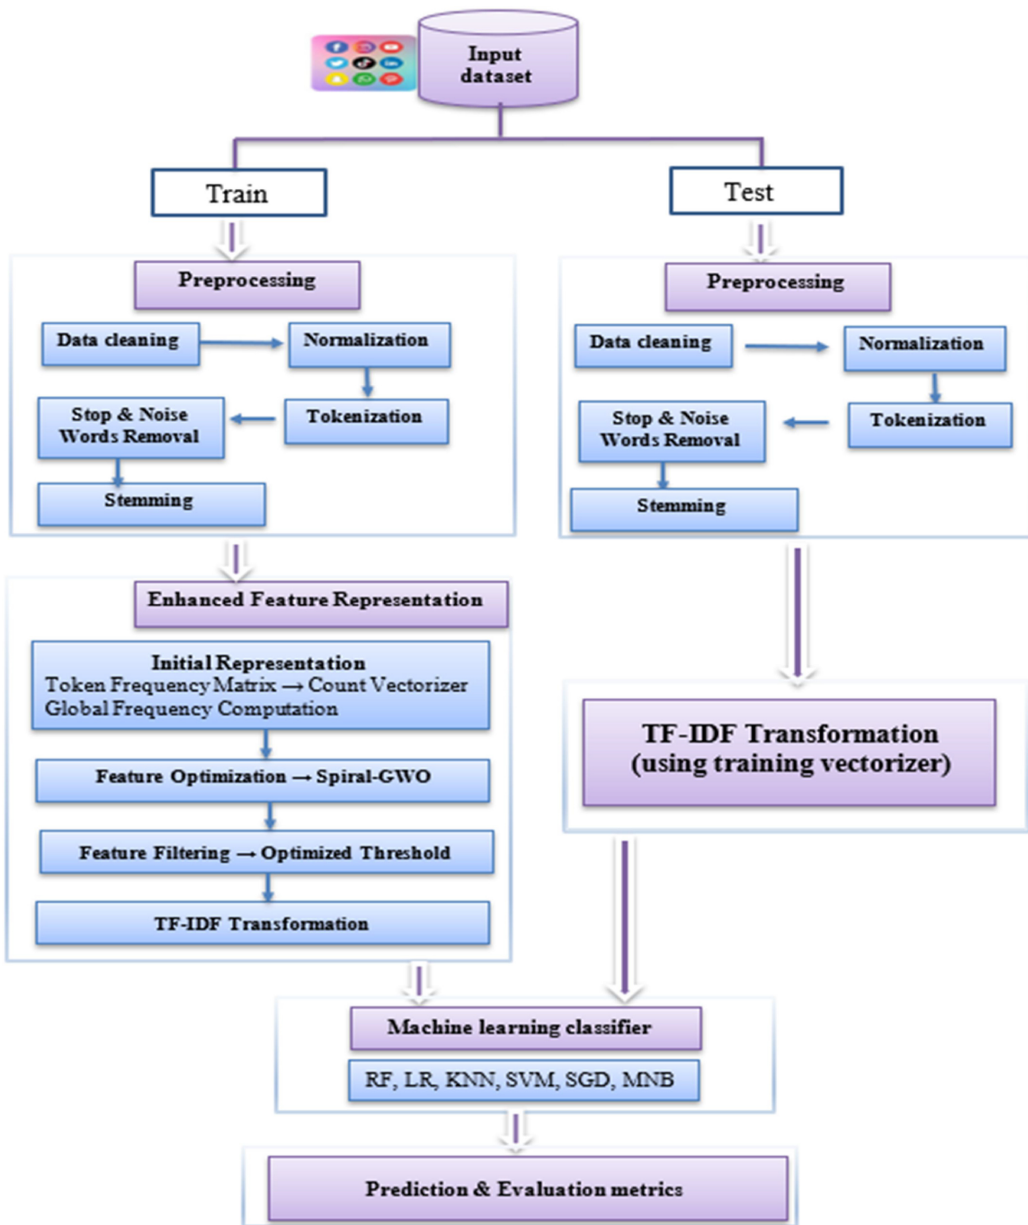 Input
dataset
Train
Test
Preprocessing
Data cleaning
Normalization
Stop & Noise
Words Removal
Tokenization
Stemming
Preprocessing
Data cleaning
Normalization
Stop & Noise
Words Removal
Tokenization
Stemming
Enhanced Feature Representation
Initial Representation
Token Frequency Matrix → Count Vectorizer
Global Frequency Computation
Feature Optimization → Spiral-GWO
Feature Filtering → Optimized Threshold
TF-IDF Transformation
TF-IDF Transformation
(using training vectorizer)
Machine learning classifier
RF, LR, KNN, SVM, SGD, MNB
Prediction & Evaluation metrics